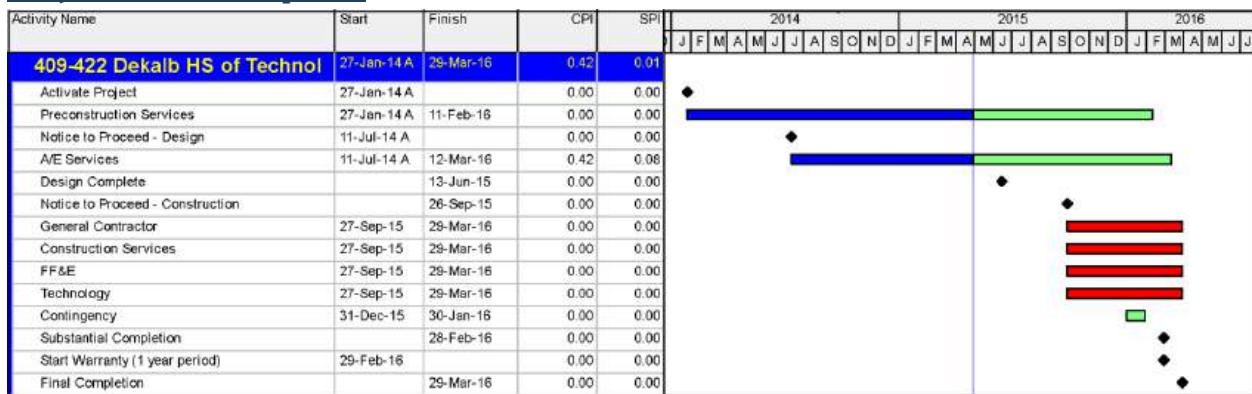 Activity Name Start Finish CPI SPI 2014 2015 2016
J F M A M J J A S O N D J F M A M J J A S O N D J F M A M J J
409-422 Dekalb HS of Technol 27-Jan-14 A 29-Mar-16 0.42 0.01
Activate Project 27-Jan-14 A 0.00 0.00
Preconstruction Services 27-Jan-14 A 11-Feb-16 0.00 0.00
Notice to Proceed - Design 11-Jul-14 A 0.00 0.00
A/E Services 11-Jul-14 A 12-Mar-16 0.42 0.08
Design Complete 13-Jun-15 0.00 0.00
Notice to Proceed - Construction 26-Sep-15 0.00 0.00
General Contractor 27-Sep-15 29-Mar-16 0.00 0.00
Construction Services 27-Sep-15 29-Mar-16 0.00 0.00
FF&E 27-Sep-15 29-Mar-16 0.00 0.00
Technology 27-Sep-15 29-Mar-16 0.00 0.00
Contingency 31-Dec-15 30-Jan-16 0.00 0.00
Substantial Completion 28-Feb-16 0.00 0.00
Start Warranty (1 year period) 29-Feb-16 0.00 0.00
Final Completion 29-Mar-16 0.00 0.00